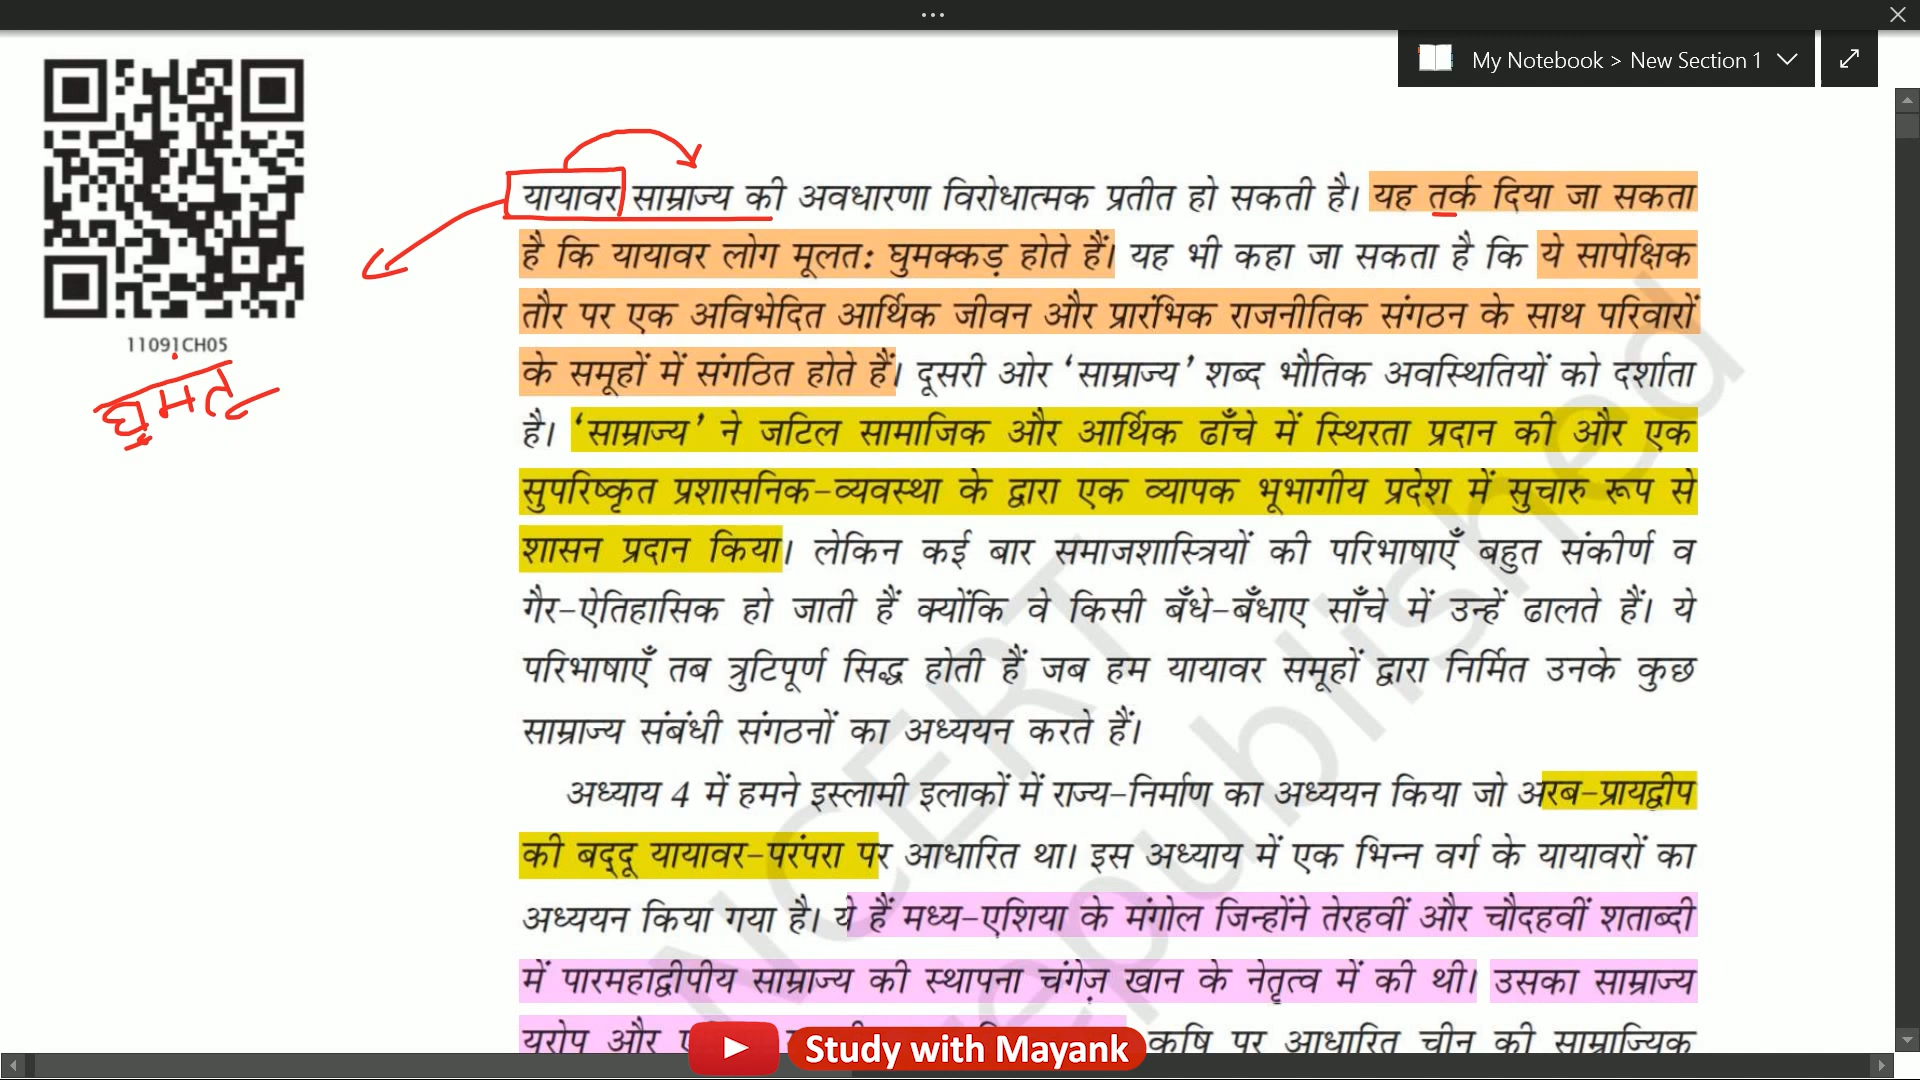 My Notebook > New Section 1
11091CH05
घुमंतू
यायावर साम्राज्य की अवधारणा विरोधात्मक प्रतीत हो सकती है। यह तर्क दिया जा सकता
है कि यायावर लोग मूलत: घुमक्कड़ होते हैं। यह भी कहा जा सकता है कि ये सापेक्षिक
तौर पर एक अविभेदित आर्थिक जीवन और प्रारंभिक राजनीतिक संगठन के साथ परिवारों
के समूहों में संगठित होते हैं। दूसरी ओर ‘साम्राज्य’ शब्द भौतिक अवस्थितियों को दर्शाता
है। ‘साम्राज्य’ ने जटिल सामाजिक और आर्थिक ढाँचे में स्थिरता प्रदान की और एक
सुपरिष्कृत प्रशासनिक-व्यवस्था के द्वारा एक व्यापक भूभागीय प्रदेश में सुचारु रूप से
शासन प्रदान किया। लेकिन कई बार समाजशास्त्रियों की परिभाषाएँ बहुत संकीर्ण व
गैर-ऐतिहासिक हो जाती हैं क्योंकि वे किसी बँधे-बँधाए साँचे में उन्हें ढालते हैं। ये
परिभाषाएँ तब त्रुटिपूर्ण सिद्ध होती हैं जब हम यायावर समूहों द्वारा निर्मित उनके कुछ
साम्राज्य संबंधी संगठनों का अध्ययन करते हैं।
अध्याय 4 में हमने इस्लामी इलाकों में राज्य-निर्माण का अध्ययन किया जो अरब-प्रायद्वीप
की बद्दू यायावर-परंपरा पर आधारित था। इस अध्याय में एक भिन्न वर्ग के यायावरों का
अध्ययन किया गया है। ये हैं मध्य-एशिया के मंगोल जिन्होंने तेरहवीं और चौदहवीं शताब्दी
में पारमहाद्वीपीय साम्राज्य की स्थापना चंगेज़ खान के नेतृत्व में की थी। उसका साम्राज्य
यूरोप और कृषि पर आधारित चीन की साम्राज्यिक
Study with Mayank
NCERT
republished